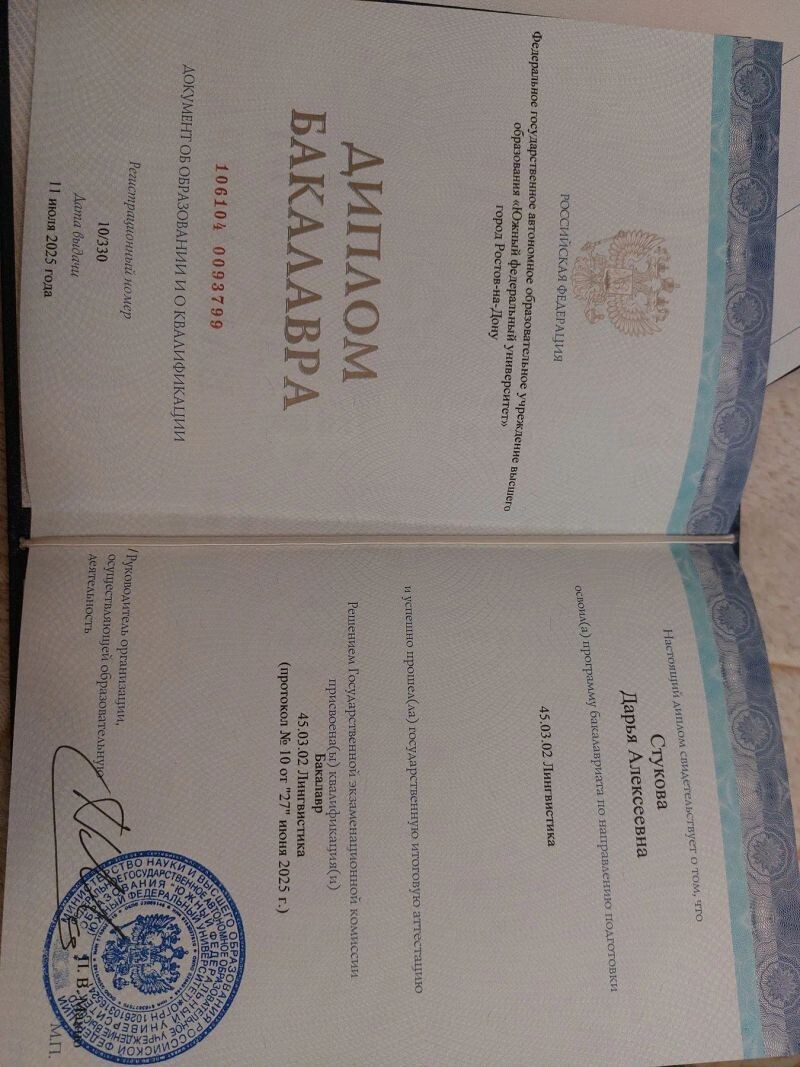 РОССИЙСКАЯ ФЕДЕРАЦИЯ
Федеральное государственное автономное образовательное учреждение высшего
образования «Южный федеральный университет»
город Ростов-на-Дону
ДИПЛОМ
БАКАЛАВРА
106104 0093799
ДОКУМЕНТ ОБ ОБРАЗОВАНИИ И О КВАЛИФИКАЦИИ
Регистрационный номер
10/330
Дата выдачи
11 июля 2025 года
Настоящий диплом свидетельствует о том, что
Стукова
Дарья Алексеевна
освоил(а) программу бакалавриата по направлению подготовки
45.03.02 Лингвистика
и успешно прошел(ла) государственную итоговую аттестацию
Решением Государственной экзаменационной комиссии
присвоена(ы) квалификация(и)
Бакалавр
45.03.02 Лингвистика
(протокол № 10 от "27" июня 2025 г.)
/Руководитель организации,
осуществляющей образовательную
деятельность
М.П.